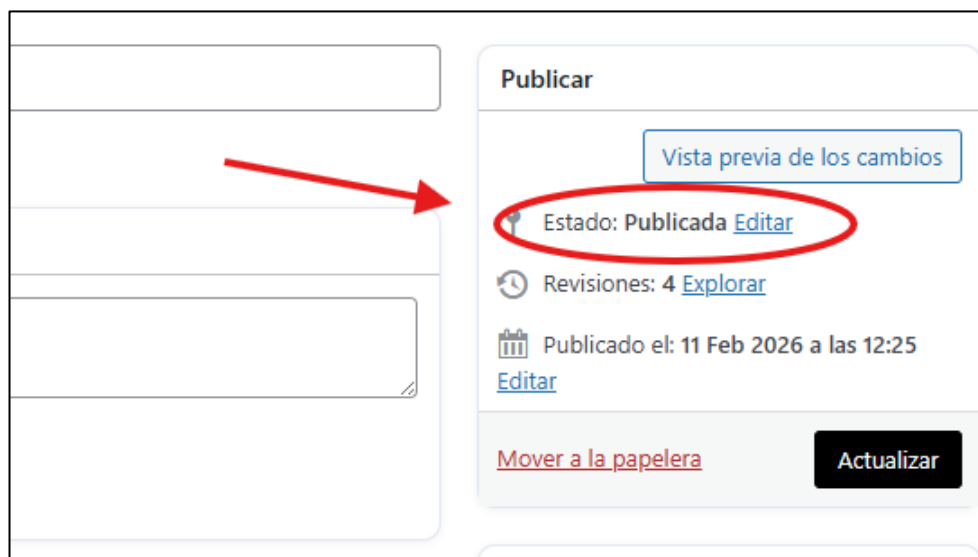 Publicar
Vista previa de los cambios
Estado: Publicada Editar
Revisiones: 4 Explorar
Publicado el: 11 Feb 2026 a las 12:25
Editar
Mover a la papelera
Actualizar